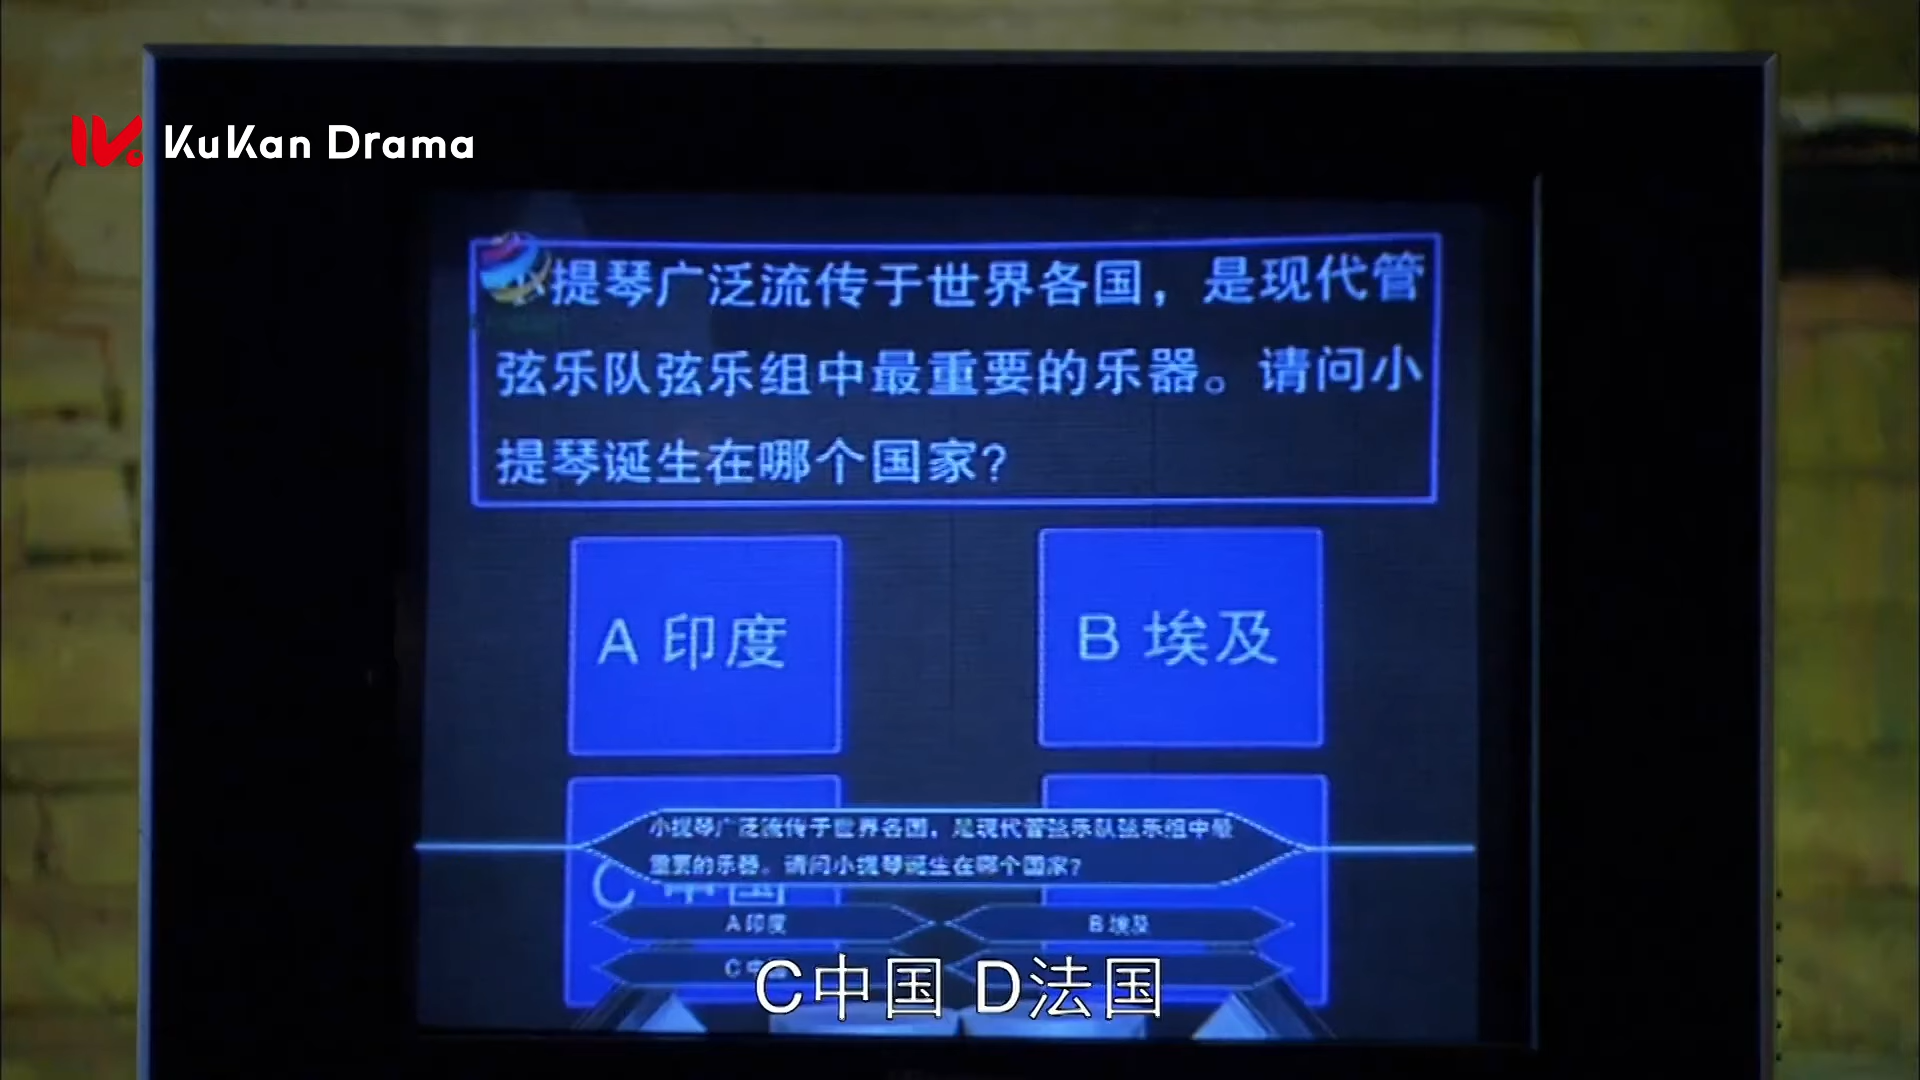 KuKan Drama
提琴广泛流传于世界各国，是现代管
弦乐队弦乐组中最重要的乐器。请问小
提琴诞生在哪个国家?
A 印度
B 埃及
小提琴广泛流传于世界各国，是现代管弦乐队弦乐组中最
重要的乐器。请问小提琴诞生在哪个国家?
C 中国
A 印度
B 埃及
C 中
C中国 D法国